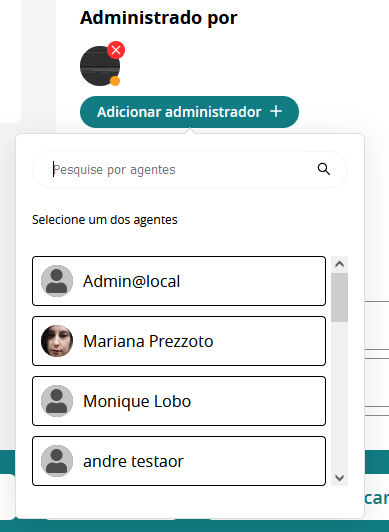 Administrado por
Adicionar administrador +
Pesquise por agentes
Selecione um dos agentes
Admin@local
Mariana Prezzoto
Monique Lobo
andre testaor
car